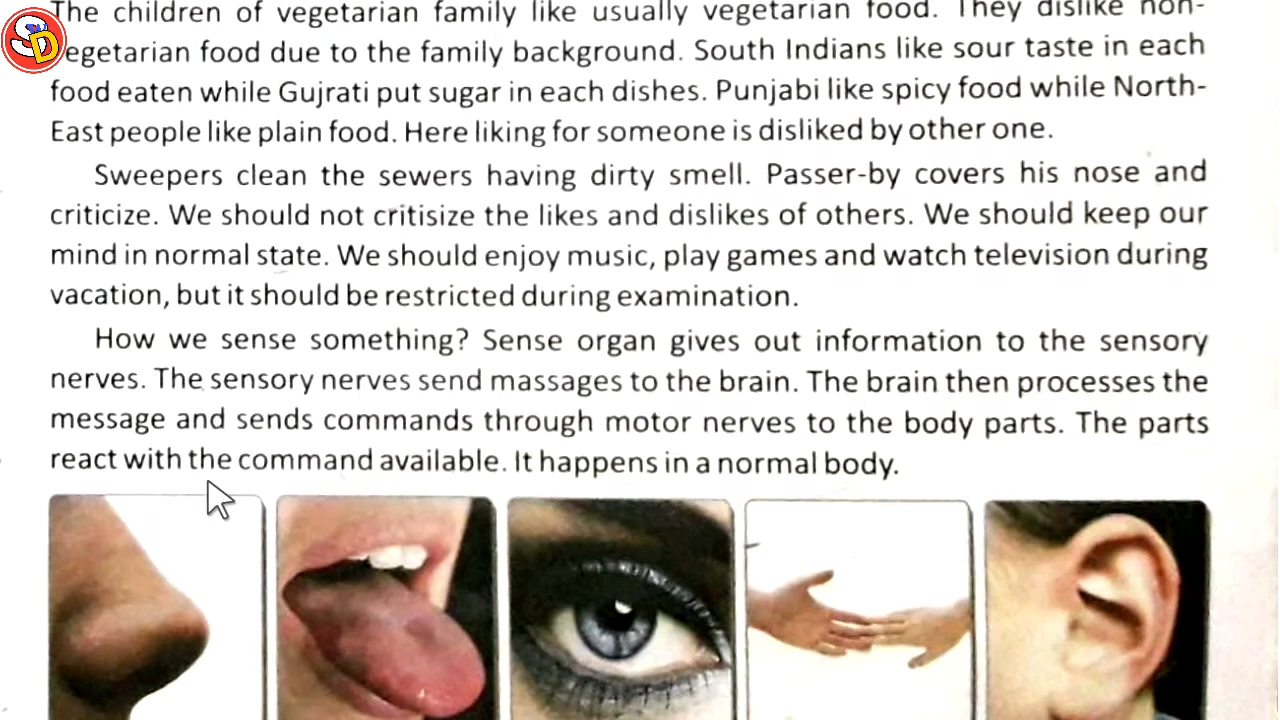 The children of vegetarian family like usually vegetarian food. They dislike non-
vegetarian food due to the family background. South Indians like sour taste in each
food eaten while Gujrati put sugar in each dishes. Punjabi like spicy food while North-
East people like plain food. Here liking for someone is disliked by other one.
Sweepers clean the sewers having dirty smell. Passer-by covers his nose and
criticize. We should not critisize the likes and dislikes of others. We should keep our
mind in normal state. We should enjoy music, play games and watch television during
vacation, but it should be restricted during examination.
How we sense something? Sense organ gives out information to the sensory
nerves. The sensory nerves send massages to the brain. The brain then processes the
message and sends commands through motor nerves to the body parts. The parts
react with the command available. It happens in a normal body.
SD